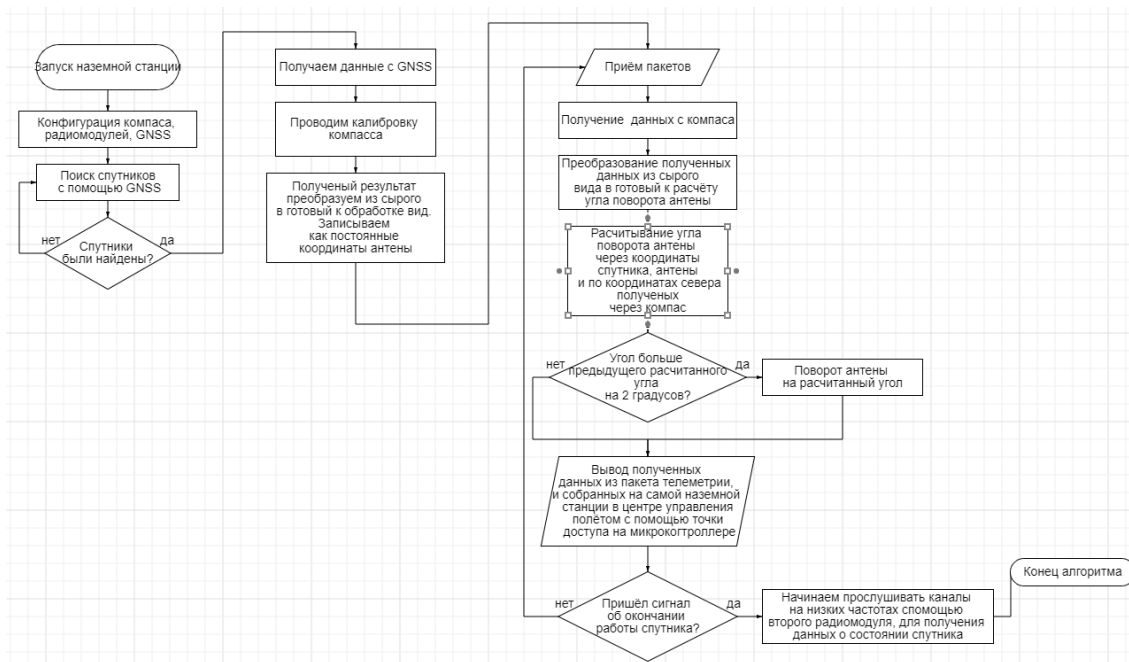 Запуск наземной станции
Конфигурация компаса,
радиомодулей, GNSS
Поиск спутников
с помощью GNSS
нет
да
Спутники
были найдены?
Получаем данные с GNSS
Проводим калибровку
компасса
Полученый результат
преобразуем из сырого
в готовый к обработке вид.
Записываем
как постоянные
координаты антены
Приём пакетов
Получение данных с компаса
Преобразование полученных
данных из сырого
вида в готовый к расчёту
угла поворота антены
Расчитывание угла
поворота антены
через координаты
спутника, антены
и по координатах севера
полученых
через компас
нет
да
Угол больше
предыдущего расчитанного
угла
на 2 градусов?
Поворот антены
на расчитанный угол
Вывод полученных
данных из пакета телеметрии,
и собранных на самой наземной
станции в центре управления
полётом с помощью точки
доступа на микрокогтроллере
нет
да
Пришёл сигнал
об окончании
работы спутника?
Начинаем прослушивать каналы
на низких частотах спомощью
второго радиомодуля, для получения
данных о состоянии спутника
Конец алгоритма